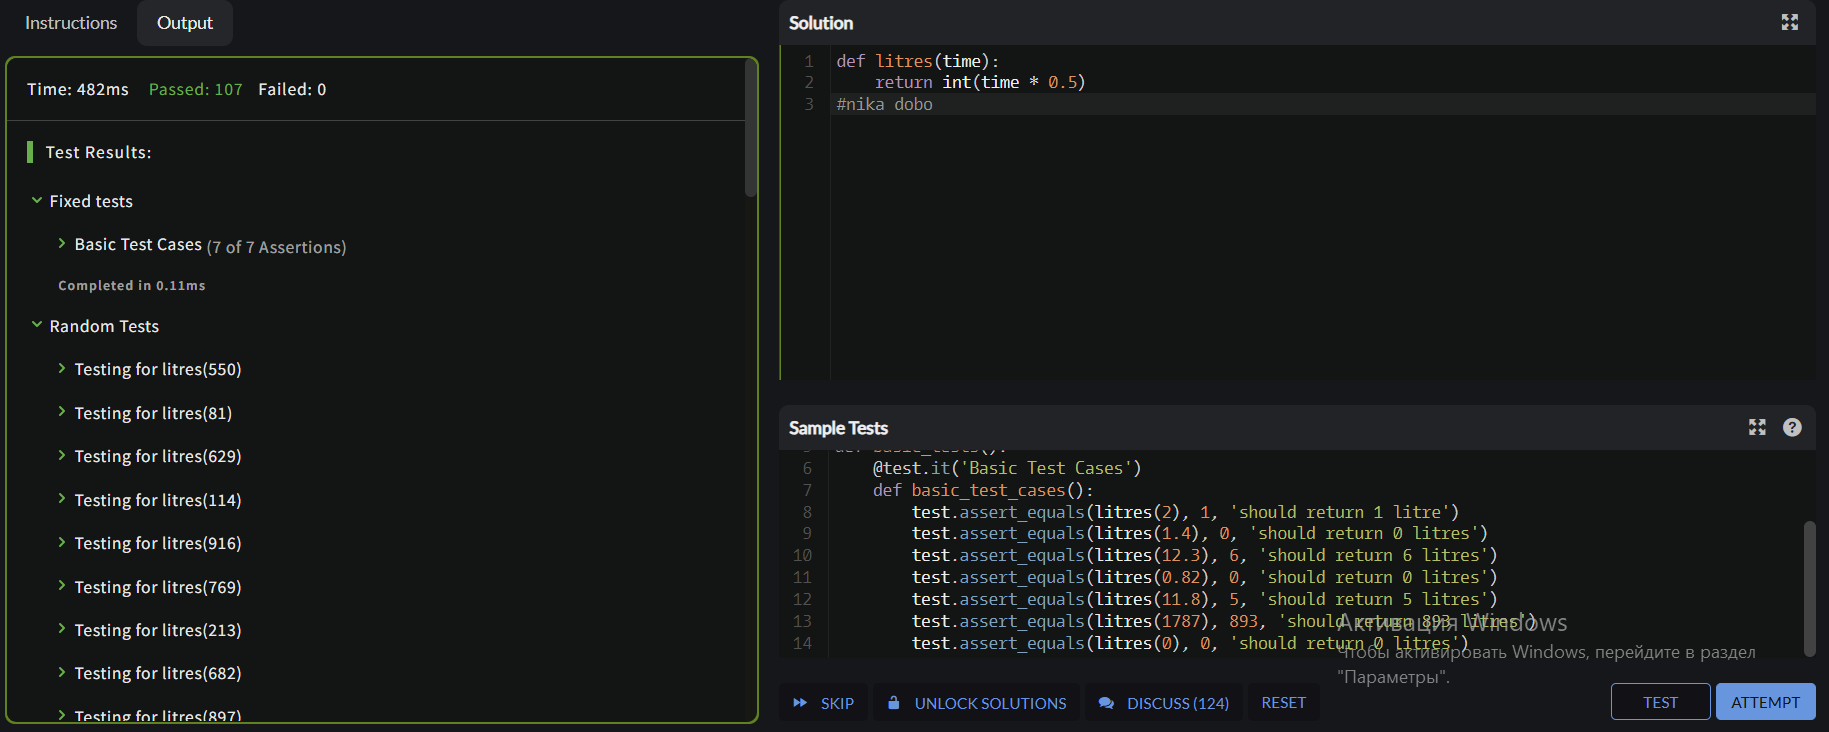 Instructions
Output
Time: 482ms Passed: 107 Failed: 0
Test Results:
Fixed tests
Basic Test Cases (7 of 7 Assertions)
Completed in 0.11ms
Random Tests
Testing for litres(550)
Testing for litres(81)
Testing for litres(629)
Testing for litres(114)
Testing for litres(916)
Testing for litres(769)
Testing for litres(213)
Testing for litres(682)
Testing for litres(897)
Solution
1 def litres(time):
2 return int(time * 0.5)
3 #nika dobo
Sample Tests
def basic_tests():
6 @test.it('Basic Test Cases')
7 def basic_test_cases():
8 test.assert_equals(litres(2), 1, 'should return 1 litre')
9 test.assert_equals(litres(1.4), 0, 'should return 0 litres')
10 test.assert_equals(litres(12.3), 6, 'should return 6 litres')
11 test.assert_equals(litres(0.82), 0, 'should return 0 litres')
12 test.assert_equals(litres(11.8), 5, 'should return 5 litres')
13 test.assert_equals(litres(1787), 893, 'should return 893 litres')
14 test.assert_equals(litres(0), 0, 'should return 0 litres')
Активация Windows
Чтобы активировать Windows, перейдите в раздел
"Параметры".
SKIP
UNLOCK SOLUTIONS
DISCUSS (124)
RESET
TEST
ATTEMPT